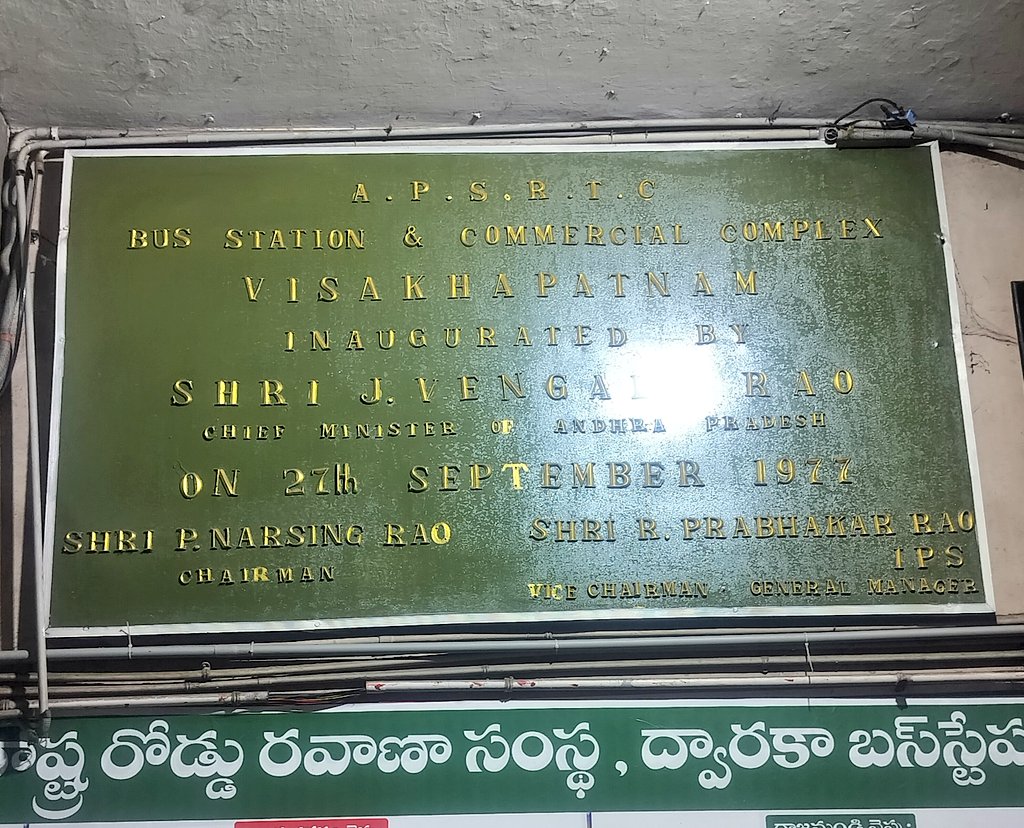 A.P.S.R.T.C
BUS STATION & COMMERCIAL COMPLEX
VISAKHAPATNAM
INAUGURATED BY
SHRI J. VENGAL RAO
CHIEF MINISTER OF ANDHRA PRADESH
ON 27th SEPTEMBER 1977
SHRI P. NARSING RAO
CHAIRMAN
SHRI R. PRABHAKAR RAO
IPS
VICE CHAIRMAN · GENERAL MANAGER
రోడ్డు రవాణా సంస్థ, ద్వారకా